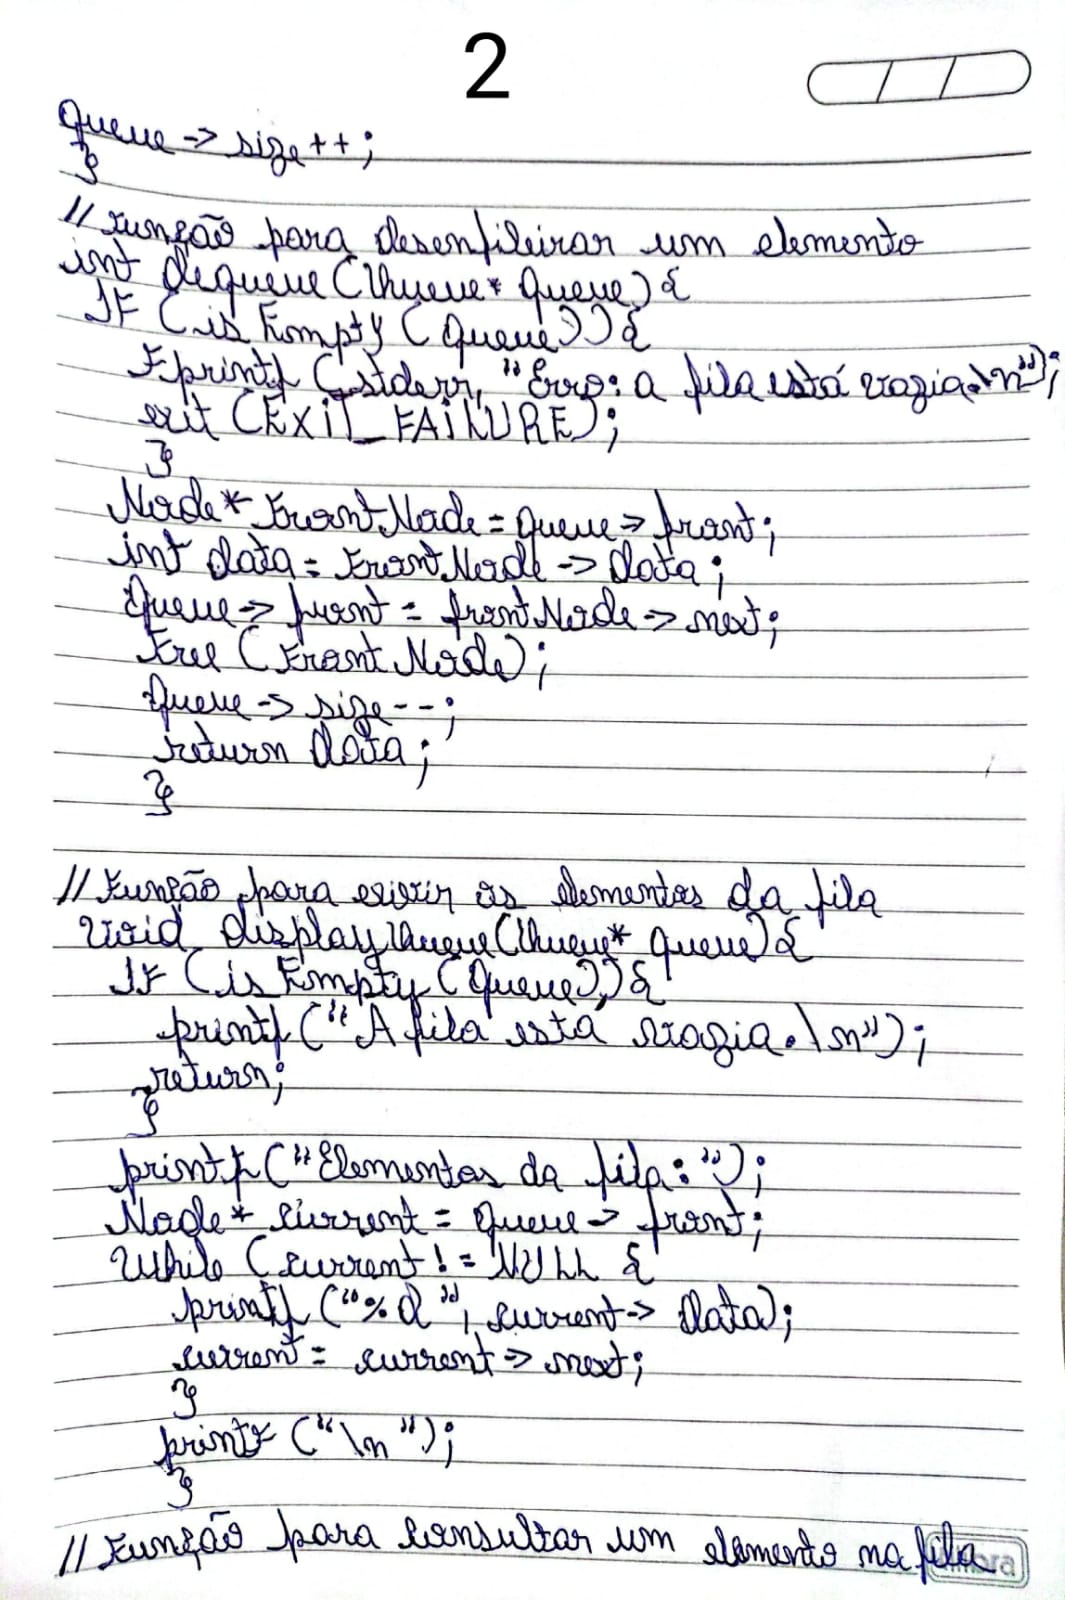 2
queue -> size++;
}
// Função para desenfileirar um elemento
int dequeue (Queue* queue) {
IF (isEmpty (queue)) {
Fprintf (stderr, "Erro: a fila está vazia.\n");
exit (EXIT_FAILURE);
}
Node* FrontNode = queue -> front;
int data = FrontNode -> data;
queue -> front = frontNode -> next;
Free (FrontNode);
queue -> size--;
return data;
}
// Função para exibir os elementos da fila
void displayQueue (Queue* queue) {
IF (isEmpty (queue)) {
printf ("A fila está vazia.\n");
return;
}
printf ("Elementos da fila: ");
Node* current = queue -> front;
While (current != NULL {
printf ("%d ", current -> data);
current = current -> next;
}
printf ("\n");
}
// Função para consultar um elemento na fila